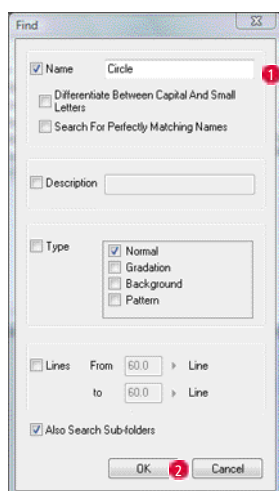 Find
Name Circle
1
Differentiate Between Capital And Small
Letters
Search For Perfectly Matching Names
Description
Type
Normal
Gradation
Background
Pattern
Lines From 60.0 Line
to 60.0 Line
Also Search Sub-folders
OK 2 Cancel